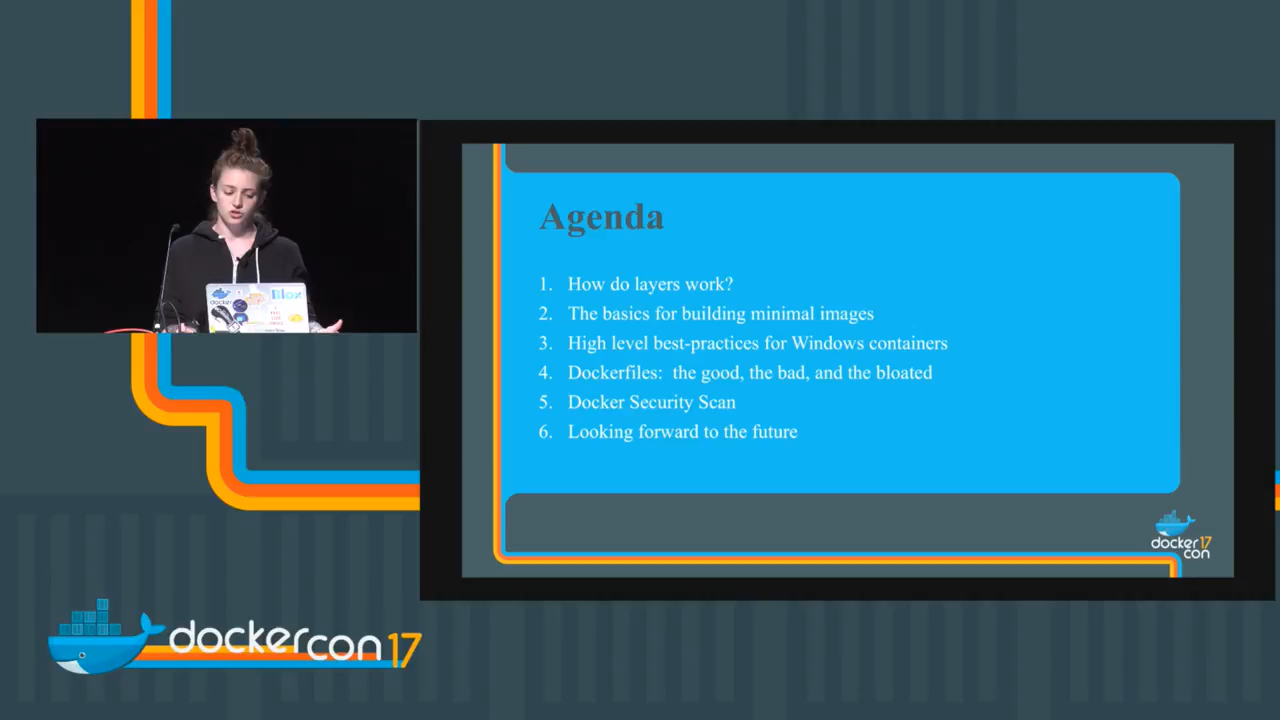 Agenda
1. How do layers work?
2. The basics for building minimal images
3. High level best-practices for Windows containers
4. Dockerfiles: the good, the bad, and the bloated
5. Docker Security Scan
6. Looking forward to the future
docker 17
con
docker
Blox
dockercon 17